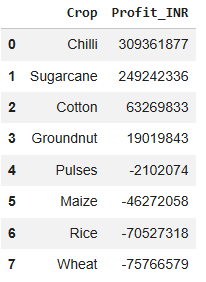 Crop Profit_INR
0 Chilli 309361877
1 Sugarcane 249242336
2 Cotton 63269833
3 Groundnut 19019843
4 Pulses -2102074
5 Maize -46272058
6 Rice -70527318
7 Wheat -75766579